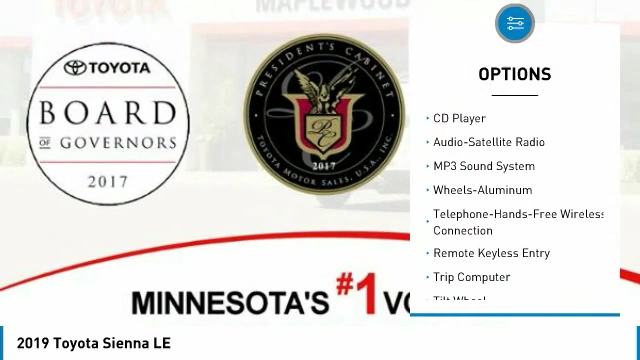 MAPLEWOOD
TOYOTA
BOARD
OF GOVERNORS
2017
PRESIDENT'S CABINET
2017
TOYOTA MOTOR SALES, U.S.A., INC.
MINNESOTA'S #1
OPTIONS
CD Player
Audio-Satellite Radio
MP3 Sound System
Wheels-Aluminum
Telephone-Hands-Free Wireless
Connection
Remote Keyless Entry
Trip Computer
Tilt Wheel
2019 Toyota Sienna LE